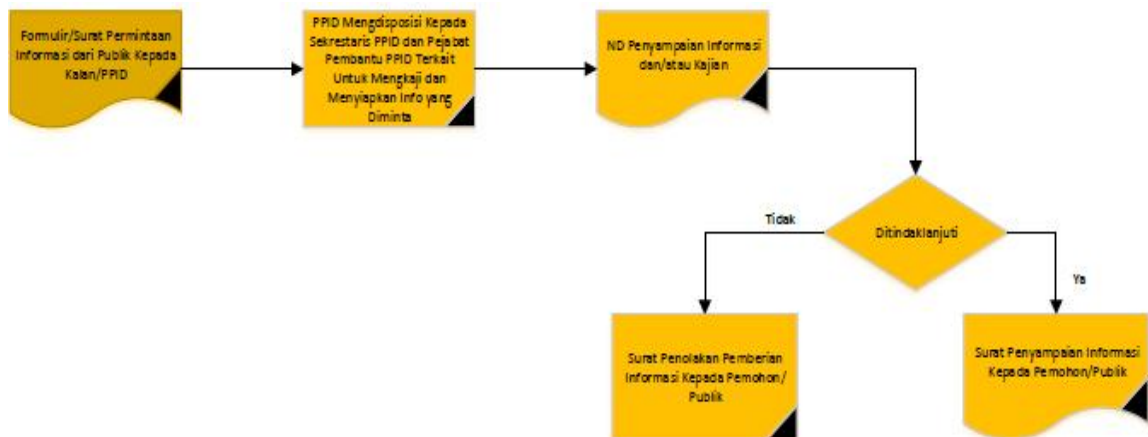 Formulir/Surat Permintaan
Informasi dari Publik Kepada
Kalan/PPID
PPID Mengdisposisi Kepada
Sekrestaris PPID dan Pejabat
Pembantu PPID Terkait
Untuk Mengkaji dan
Menyiapkan Info yang
Diminta
ND Penyampaian Informasi
dan/atau Kajian
Ditindaklanjuti
Tidak
Ya
Surat Penolakan Pemberian
Informasi Kepada Pemohon/
Publik
Surat Penyampaian Informasi
Kepada Pemohon/Publik